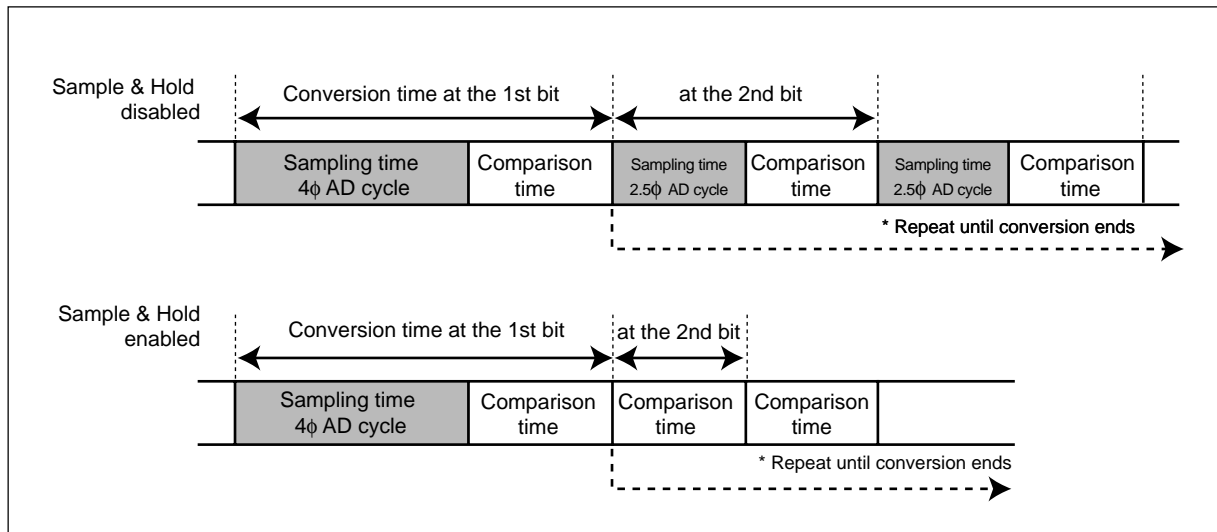 Sample & Hold
disabled
Conversion time at the 1st bit
at the 2nd bit
Sampling time
4ϕ AD cycle
Comparison
time
Sampling time
2.5ϕ AD cycle
Comparison
time
Sampling time
2.5ϕ AD cycle
Comparison
time
* Repeat until conversion ends
Sample & Hold
enabled
Conversion time at the 1st bit
at the 2nd bit
Sampling time
4ϕ AD cycle
Comparison
time
Comparison
time
Comparison
time
* Repeat until conversion ends